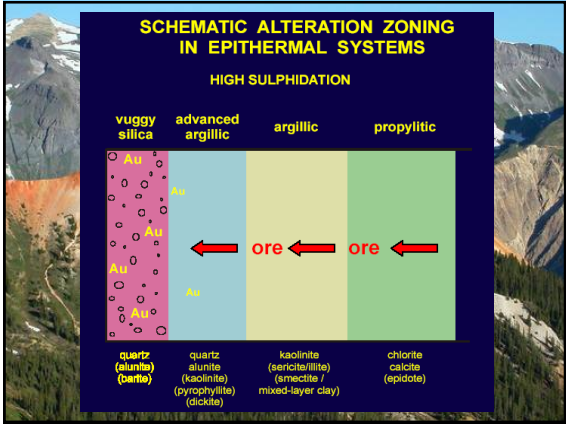 SCHEMATIC ALTERATION ZONING
IN EPITHERMAL SYSTEMS
HIGH SULPHIDATION
vuggy
silica
advanced
argillic
argillic
propylitic
Au
Au
Au
Au
Au
Au
ore
ore
quartz
(alunite)
(barite)
quartz
alunite
(kaolinite)
(pyrophyllite)
(dickite)
kaolinite
(sericite/illite)
(smectite /
mixed-layer clay)
chlorite
calcite
(epidote)